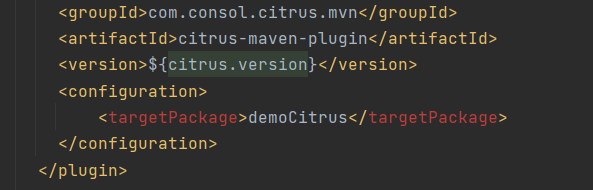 <groupId>com.consol.citrus.mvn</groupId>
<artifactId>citrus-maven-plugin</artifactId>
<version>${citrus.version}</version>
<configuration>
<targetPackage>demoCitrus</targetPackage>
</configuration>
</plugin>